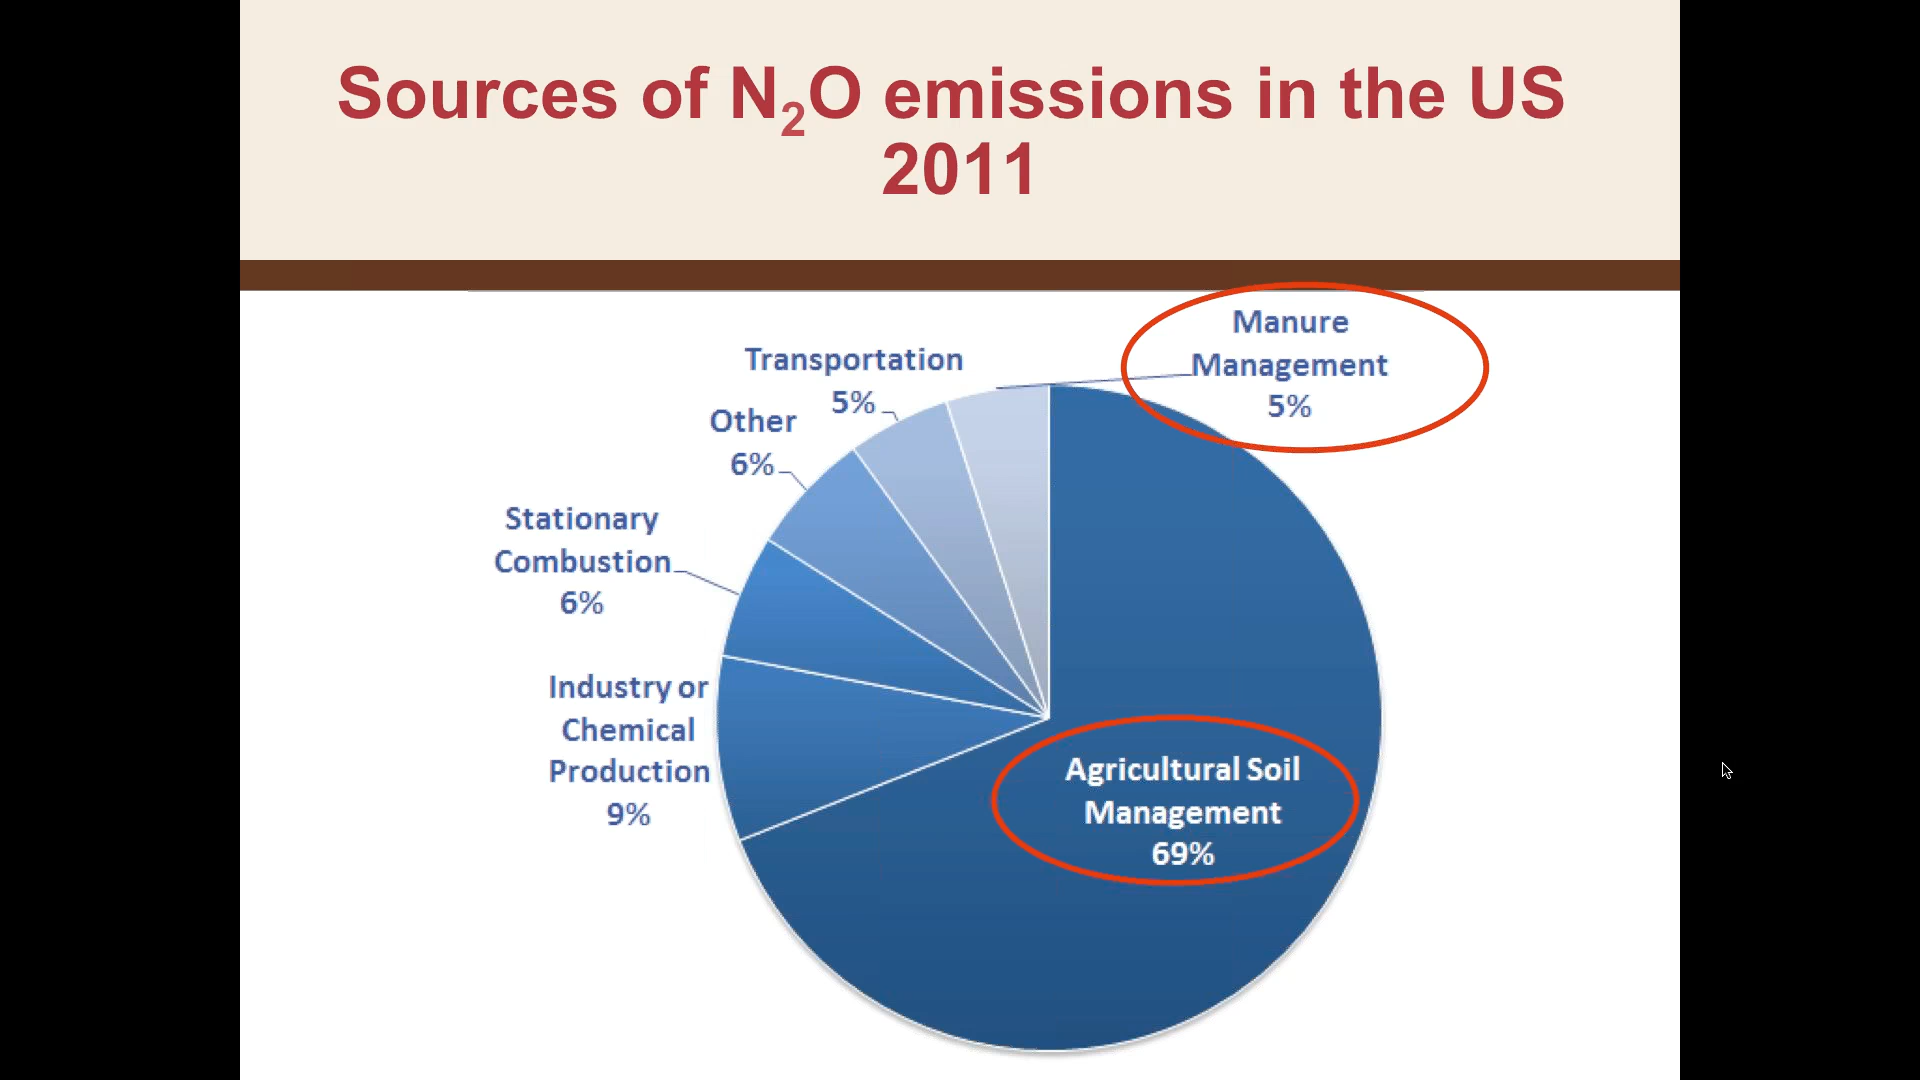 Sources of N₂O emissions in the US
2011
Manure
Management
5%
Transportation
5%
Other
6%
Stationary
Combustion
6%
Industry or
Chemical
Production
9%
Agricultural Soil
Management
69%